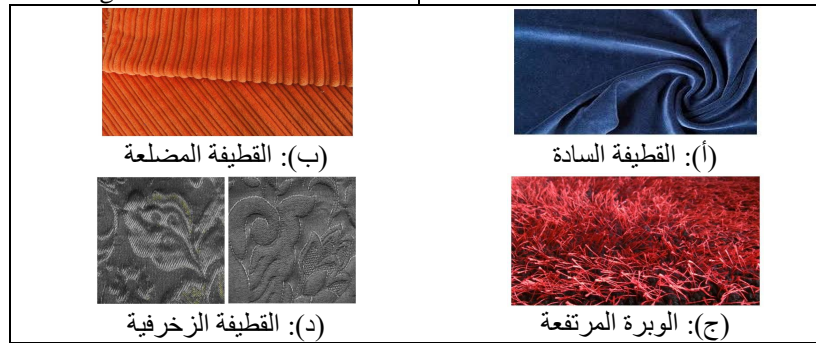 (أ): القطيفة السادة
(ب): القطيفة المضلعة
(ج): الوبرة المرتفعة
(د): القطيفة الزخرفية